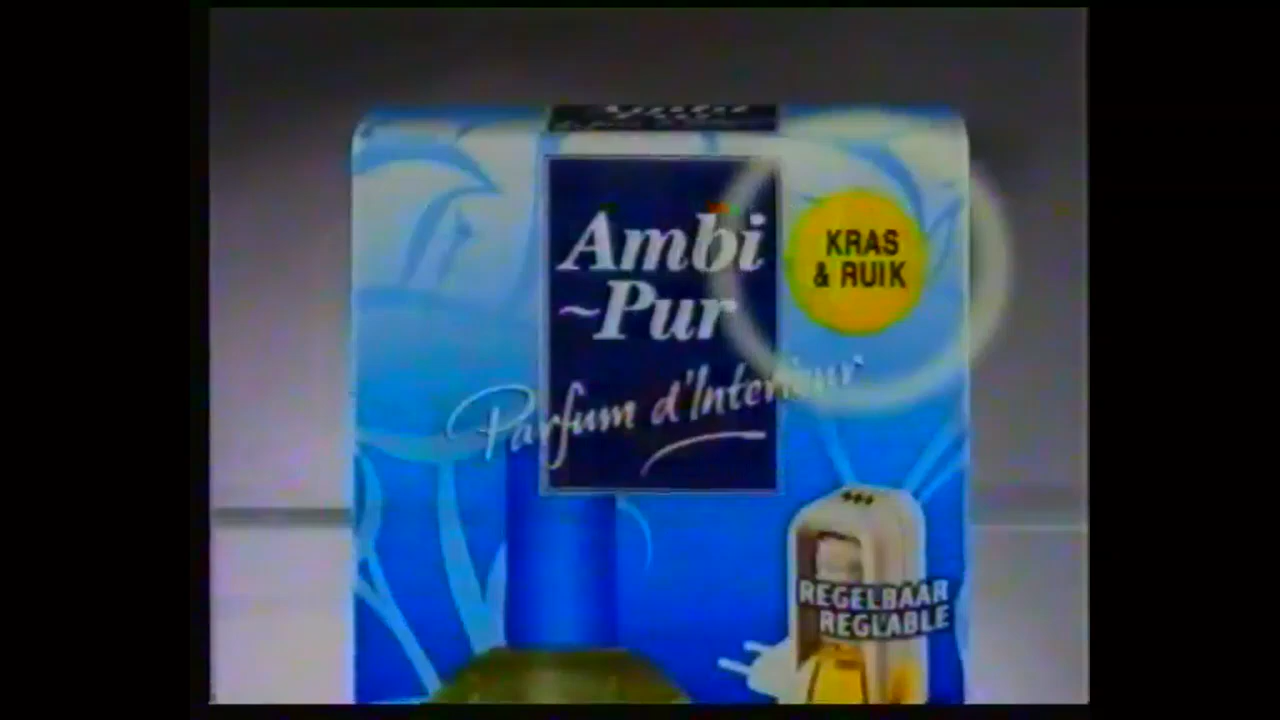 Ambi
~Pur
Parfum d'Interieur
KRAS
& RUIK
REGELBAAR
REGLABLE